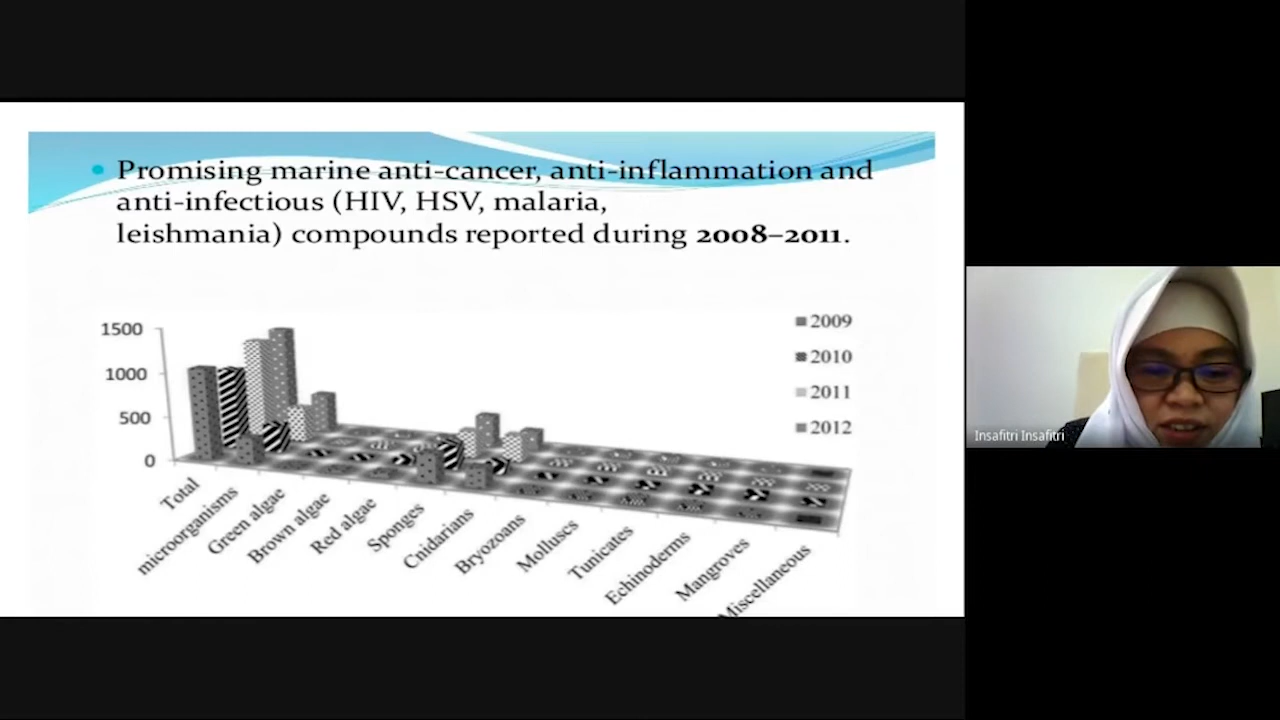 Promising marine anti-cancer, anti-inflammation and
anti-infectious (HIV, HSV, malaria,
leishmania) compounds reported during 2008–2011.
1500
1000
500
0
2009
2010
2011
2012
Total
microorganisms
Green algae
Brown algae
Red algae
Sponges
Cnidarians
Bryozoans
Molluscs
Tunicates
Echinoderms
Mangroves
Miscellaneous
Insafitri Insafitri